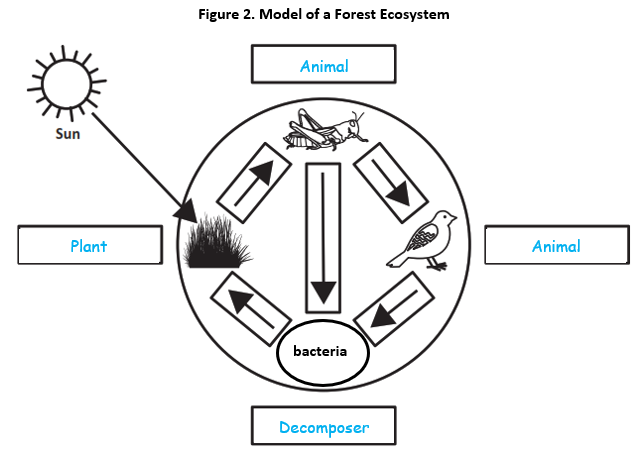 Figure 2. Model of a Forest Ecosystem
Animal
Sun
Plant
Animal
bacteria
Decomposer